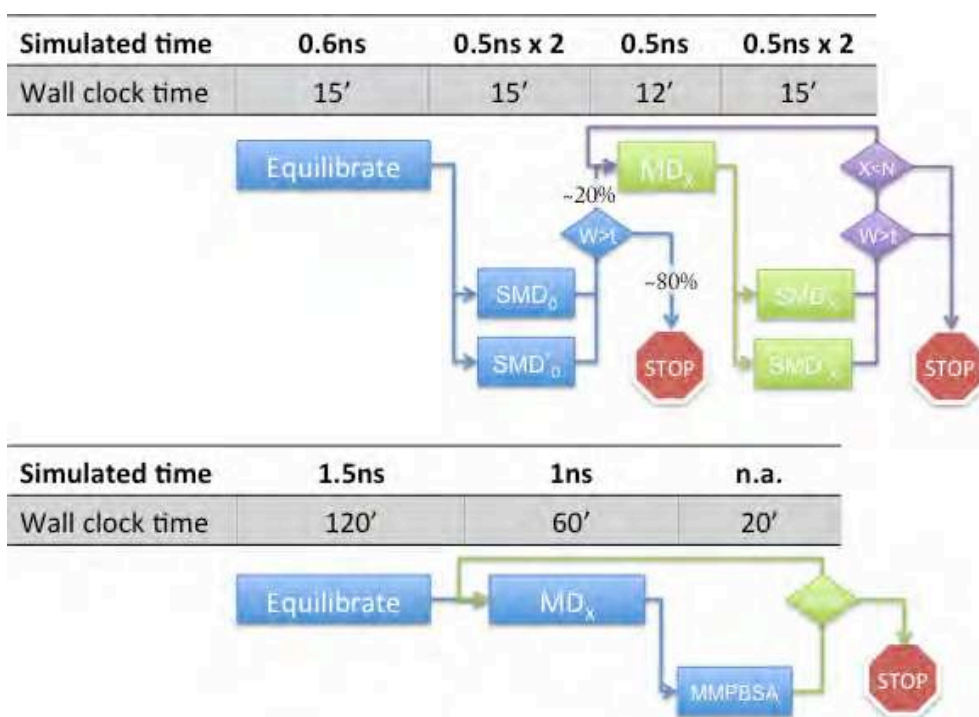 Simulated time 0.6ns 0.5ns x 2 0.5ns 0.5ns x 2
Wall clock time 15′ 15′ 12′ 15′
Equilibrate MDx X<N
~20%
W>t W>t
~80%
SMD0 SMDx
SMD'0 STOP SMD'x STOP
Simulated time 1.5ns 1ns n.a.
Wall clock time 120′ 60′ 20′
Equilibrate MDx
MMPBSA STOP